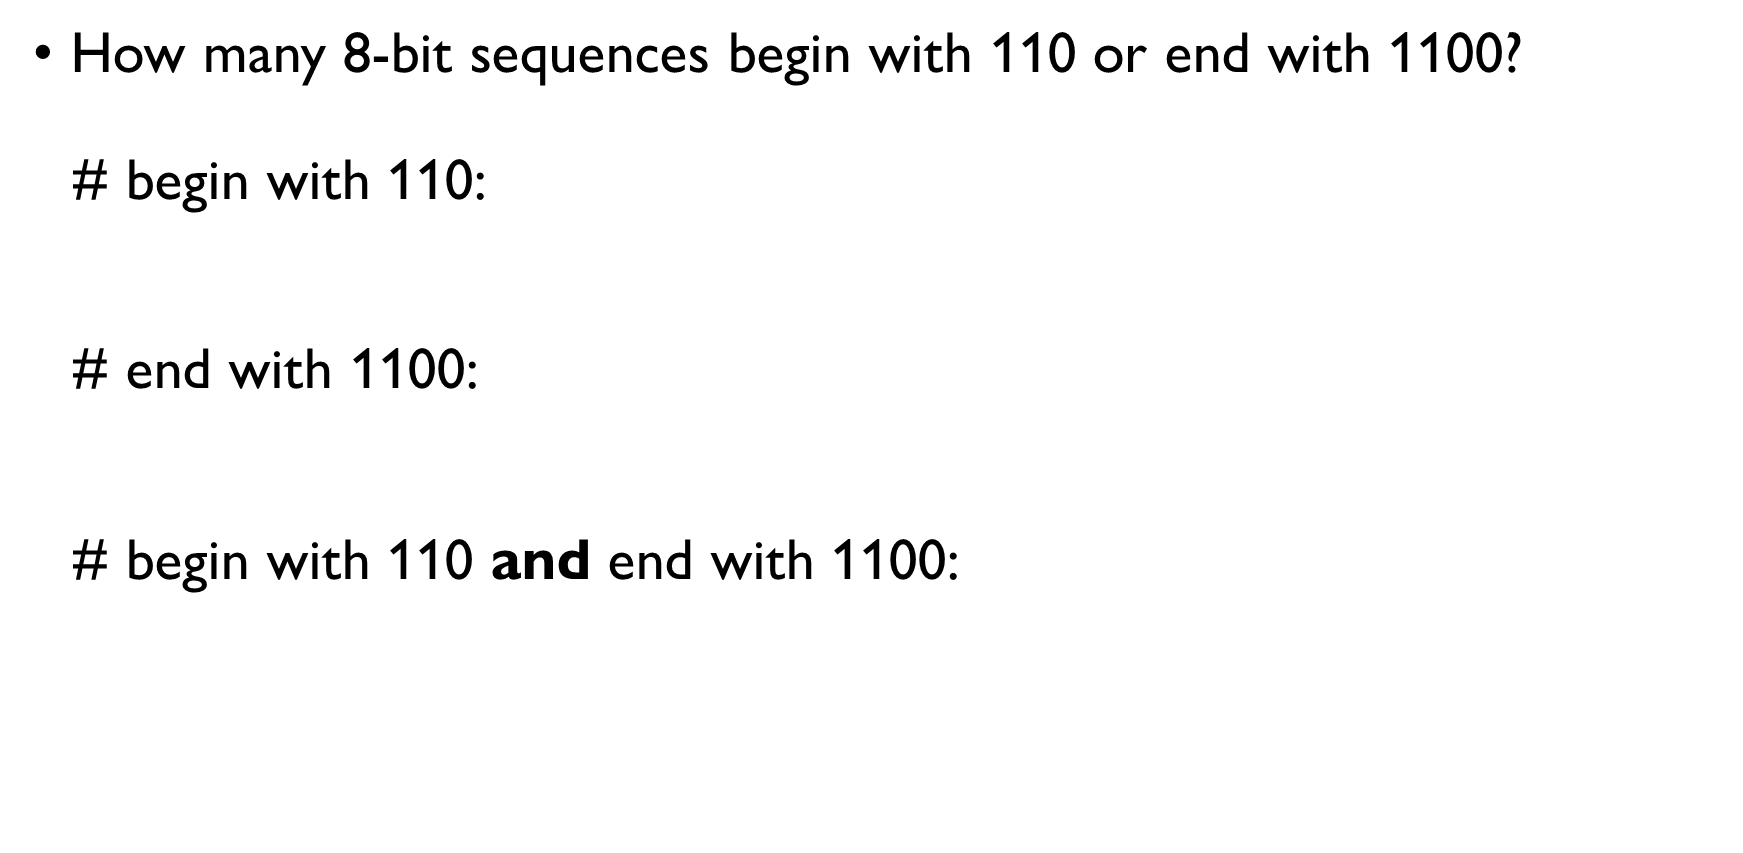 • How many 8-bit sequences begin with 110 or end with 1100?
# begin with 110:
# end with 1100:
# begin with 110 and end with 1100: